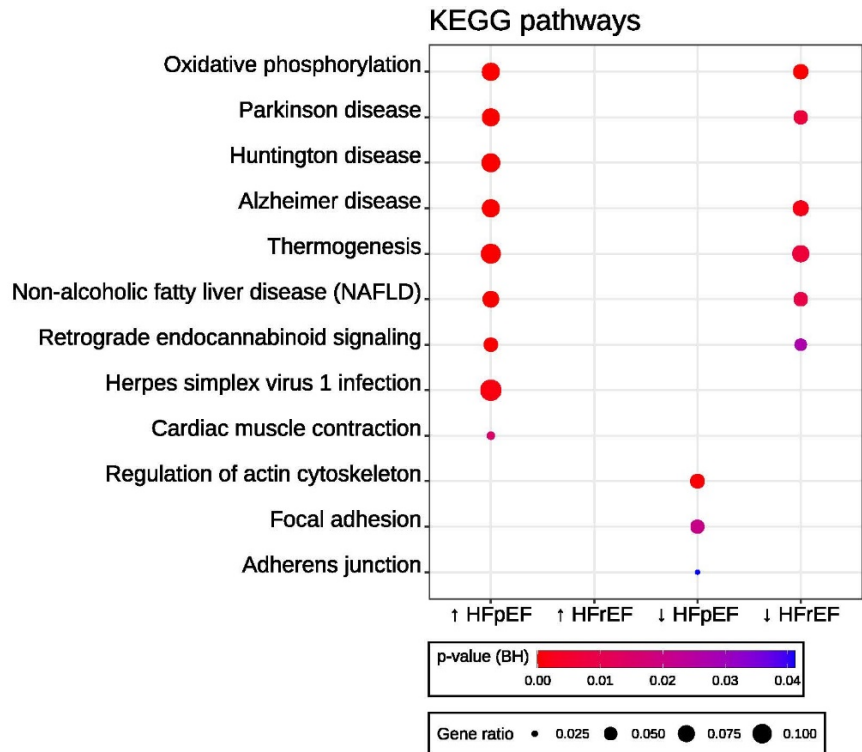 KEGG pathways
Oxidative phosphorylation
Parkinson disease
Huntington disease
Alzheimer disease
Thermogenesis
Non-alcoholic fatty liver disease (NAFLD)
Retrograde endocannabinoid signaling
Herpes simplex virus 1 infection
Cardiac muscle contraction
Regulation of actin cytoskeleton
Focal adhesion
Adherens junction
↑ HFpEF ↑ HFrEF ↓ HFpEF ↓ HFrEF
p-value (BH)
0.00 0.01 0.02 0.03 0.04
Gene ratio 0.025 0.050 0.075 0.100